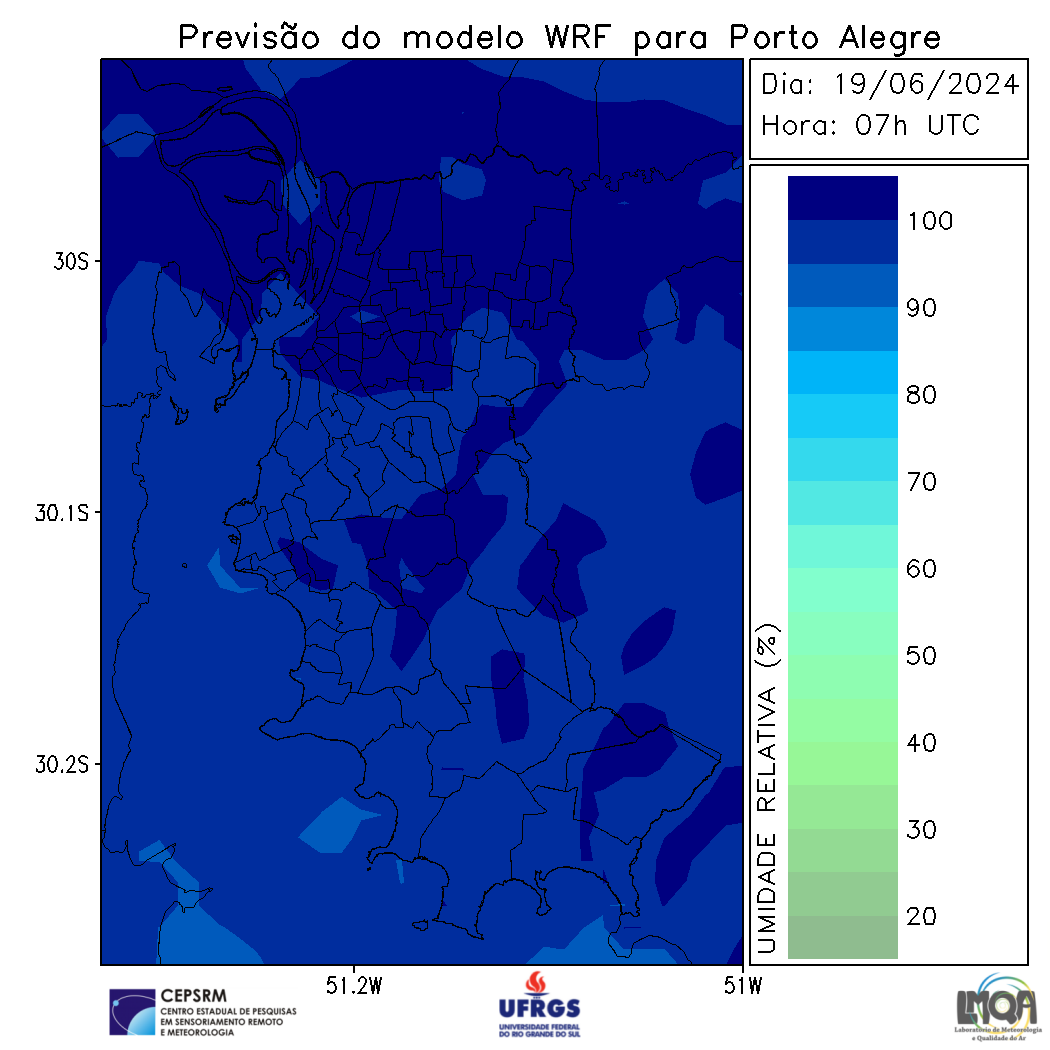 Previsão do modelo WRF para Porto Alegre
Dia: 19/06/2024
Hora: 07h UTC
30S
30.1S
30.2S
51.2W
51W
100
90
80
70
60
50
40
30
20
UMIDADE RELATIVA (%)
CEPSRM
CENTRO ESTADUAL DE PESQUISAS
EM SENSORIAMENTO REMOTO
E METEOROLOGIA
UFRGS
UNIVERSIDADE FEDERAL
DO RIO GRANDE DO SUL
LMQA
Laboratório de Meteorologia
e Qualidade do Ar